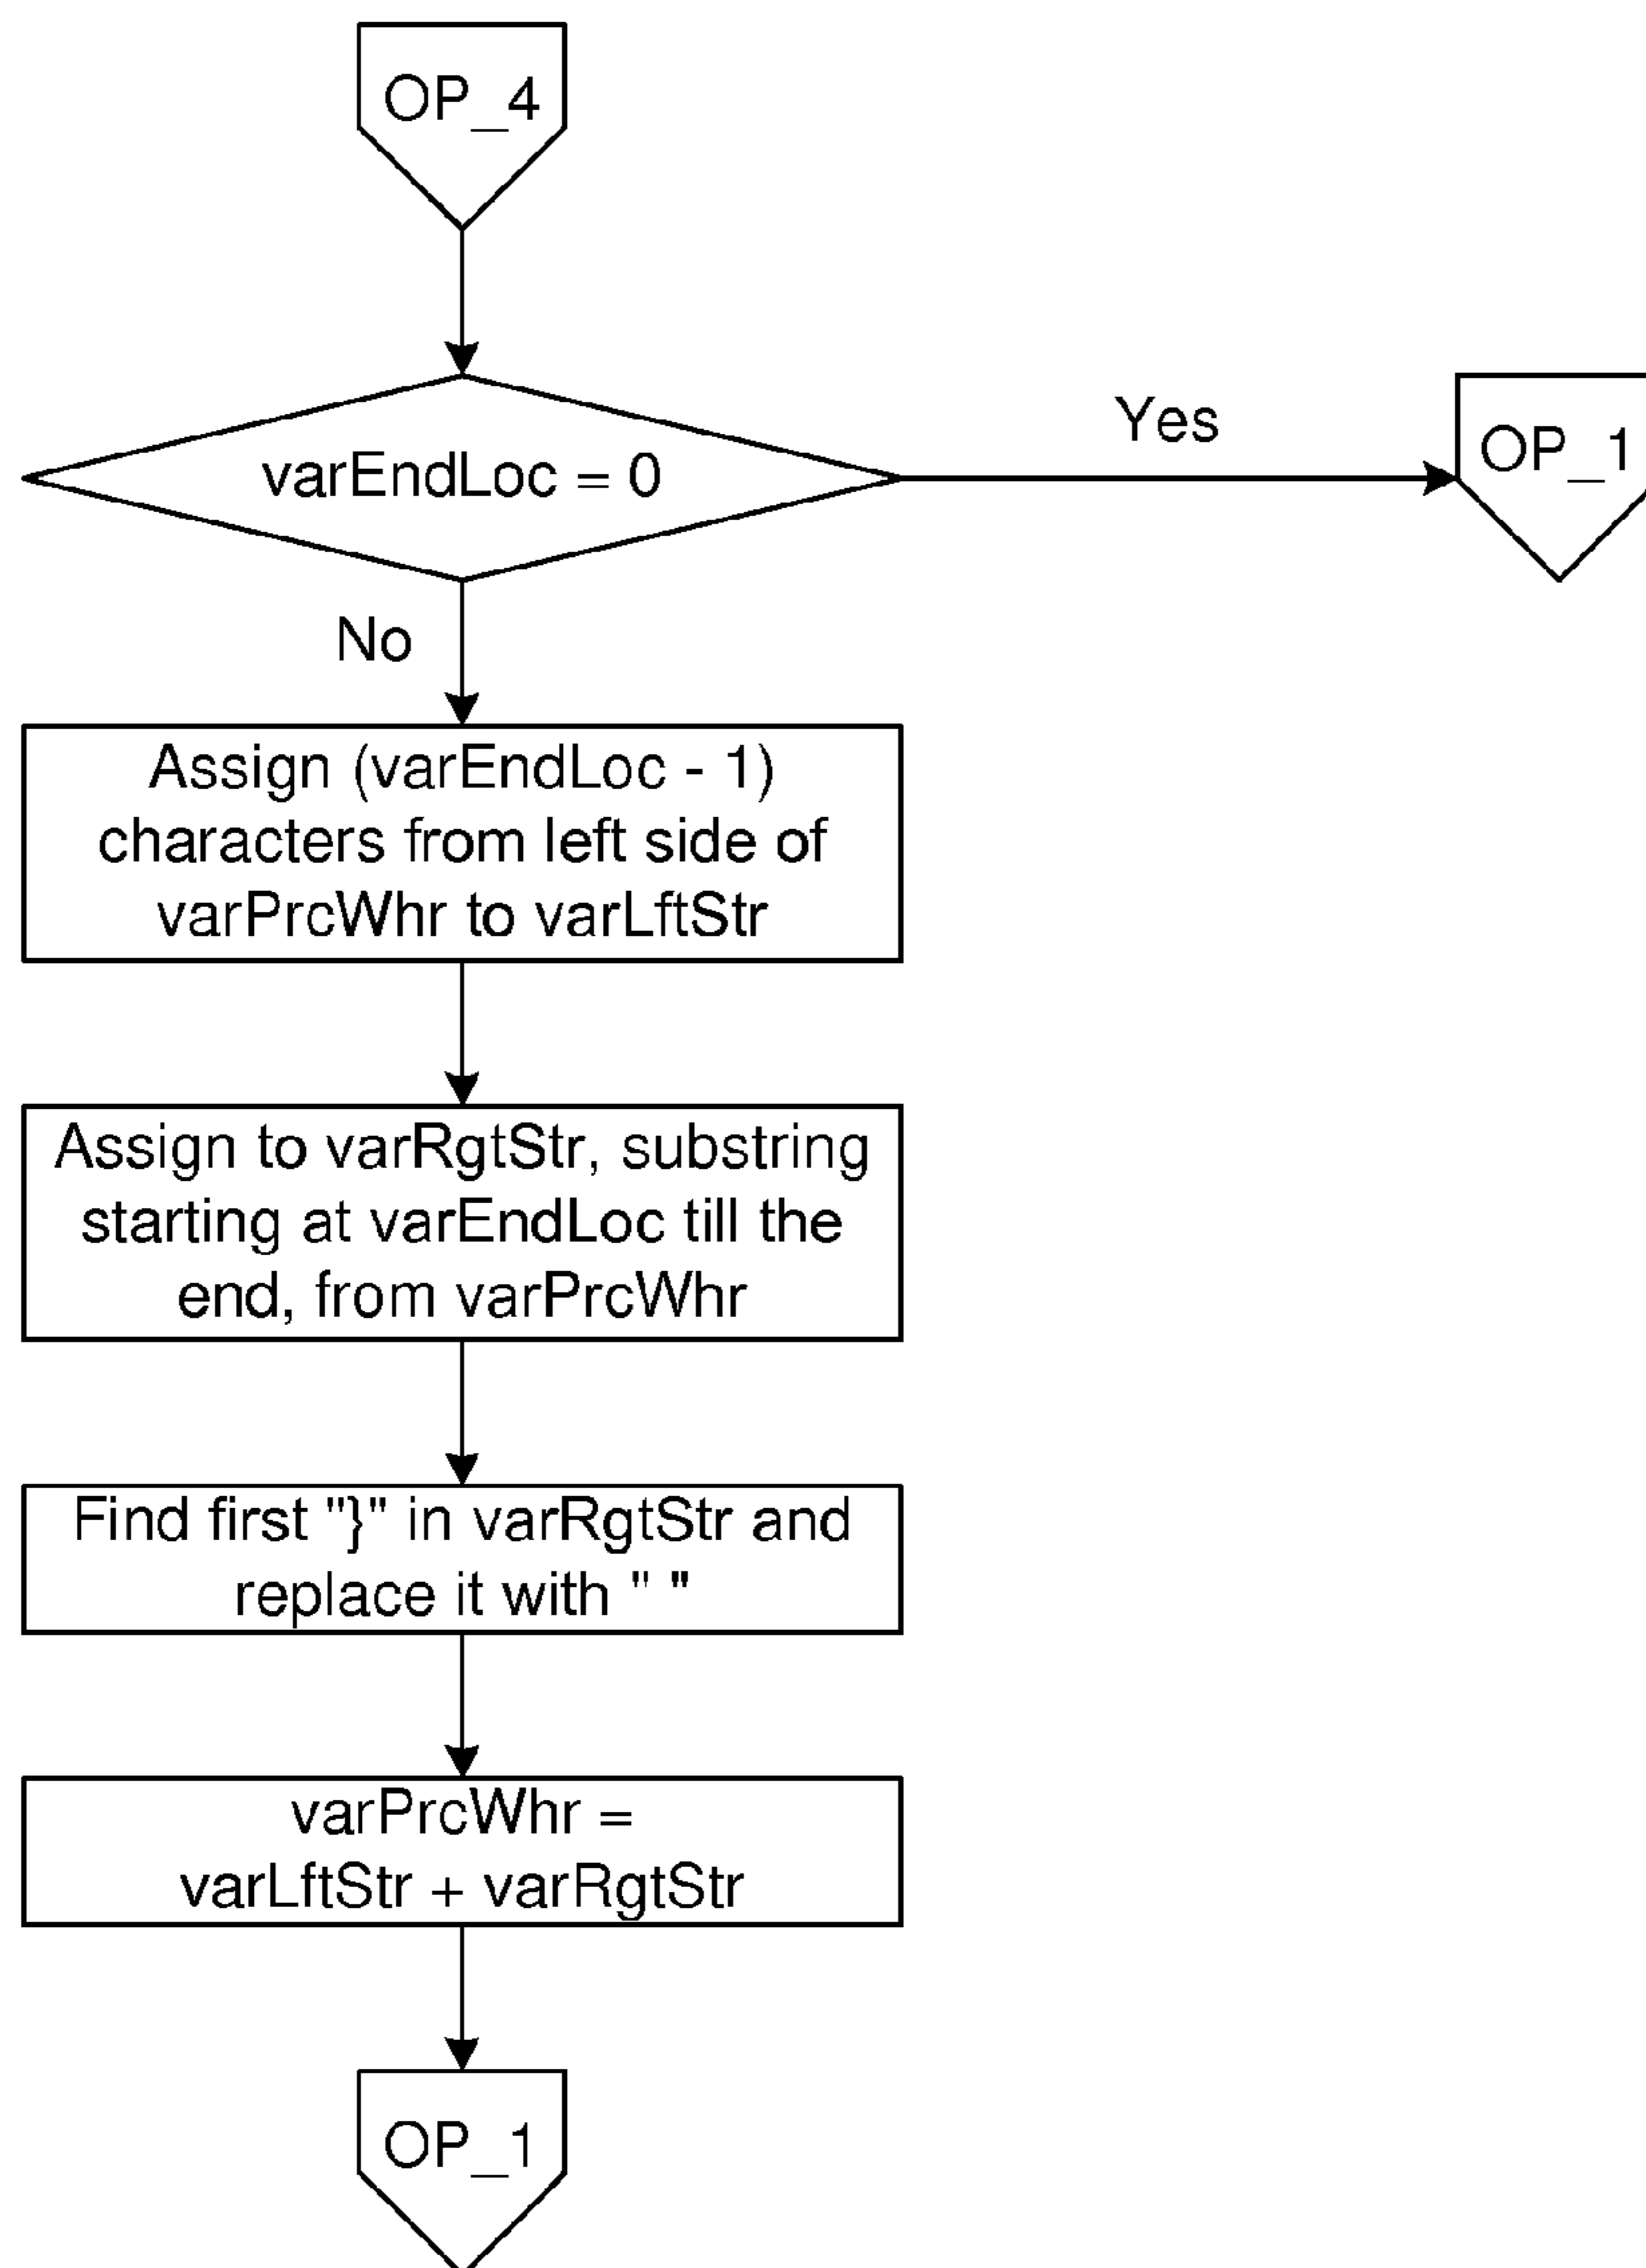 OP_4
varEndLoc = 0
Yes
OP_1
No
Assign (varEndLoc - 1)
characters from left side of
varPrcWhr to varLftStr
Assign to varRgtStr, substring
starting at varEndLoc till the
end, from varPrcWhr
Find first "}" in varRgtStr and
replace it with " "
varPrcWhr =
varLftStr + varRgtStr
OP_1